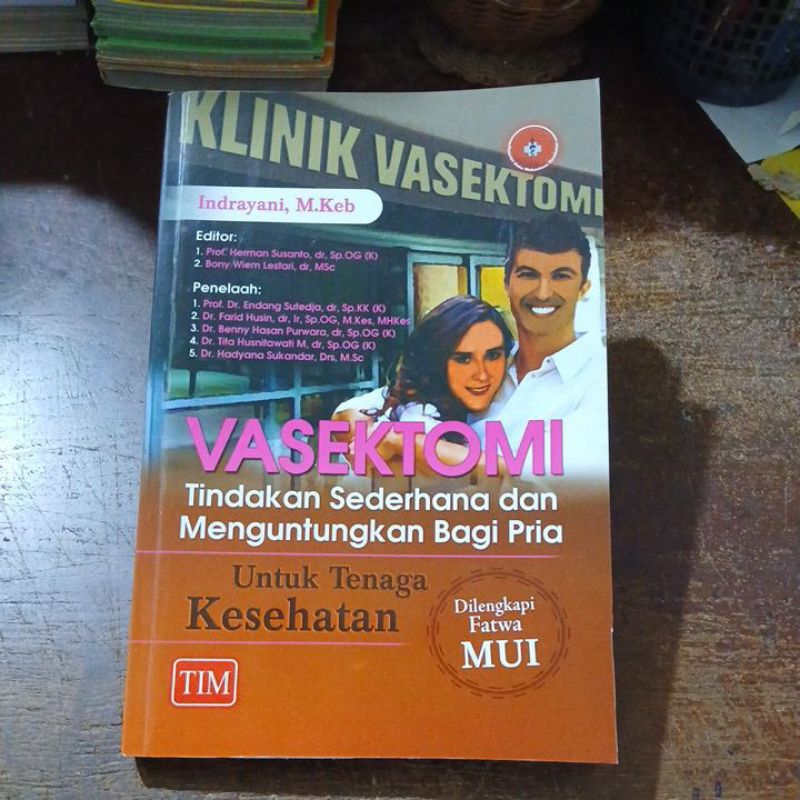 KLINIK VASEKTOMI
Indrayani, M.Keb
Editor:
1. Prof. Herman Susanto, dr, Sp.OG (K)
2. Bony Wiem Lestari, dr, MSc
Penelaah:
1. Prof. Dr. Endang Sutedja, dr, Sp.KK (K)
2. Dr. Farid Husin, dr, Ir, Sp.OG, M.Kes, MHKes
3. Dr. Benny Hasan Purwara, dr, Sp.OG (K)
4. Dr. Tita Husnitawati M, dr, Sp.OG (K)
5. Dr. Hadyana Sukandar, Drs, M.Sc
VASEKTOMI
Tindakan Sederhana dan
Menguntungkan Bagi Pria
Untuk Tenaga
Kesehatan
Dilengkapi
Fatwa
MUI
TIM